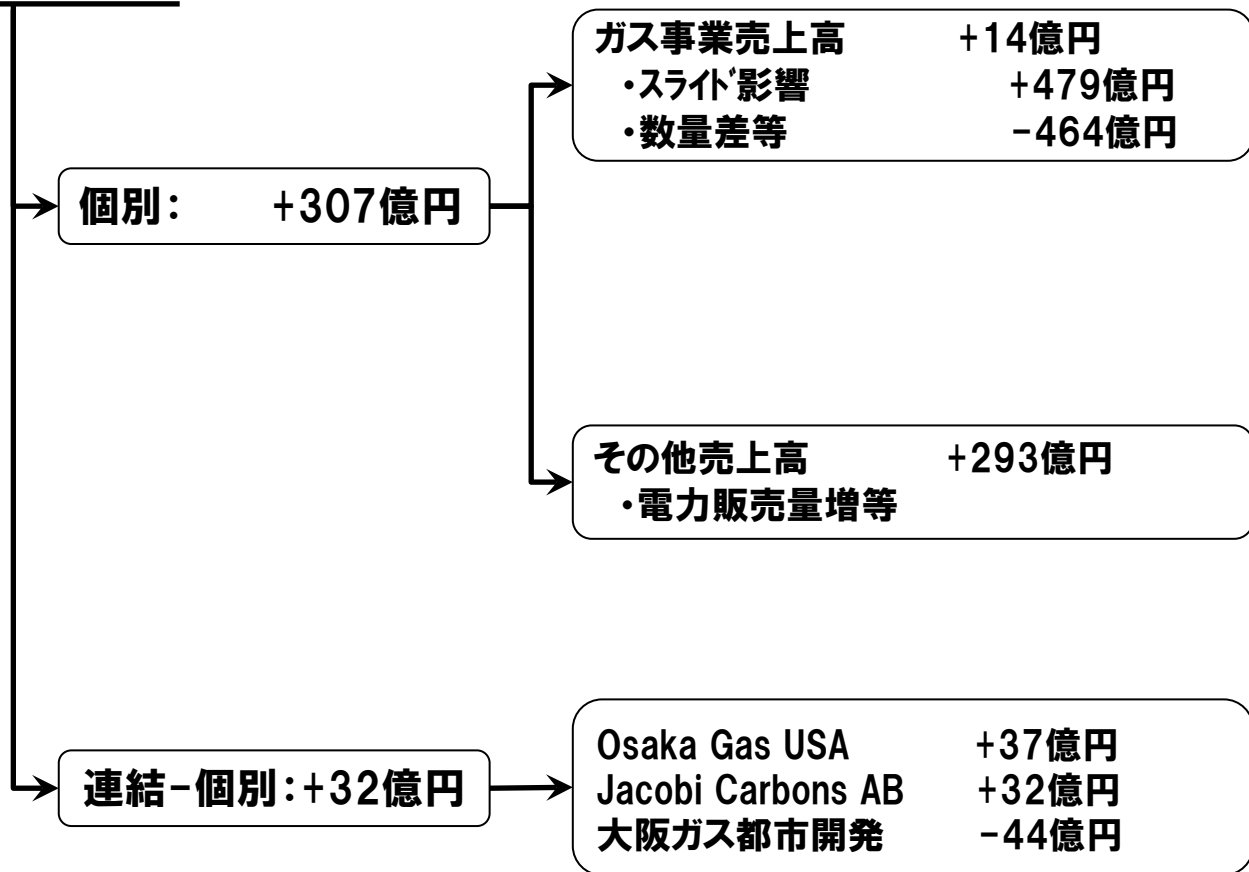 ガス事業売上高 +14億円
・スライド影響 +479億円
・数量差等 -464億円
個別: +307億円
その他売上高 +293億円
・電力販売量増等
連結-個別:+32億円
Osaka Gas USA +37億円
Jacobi Carbons AB +32億円
大阪ガス都市開発 -44億円